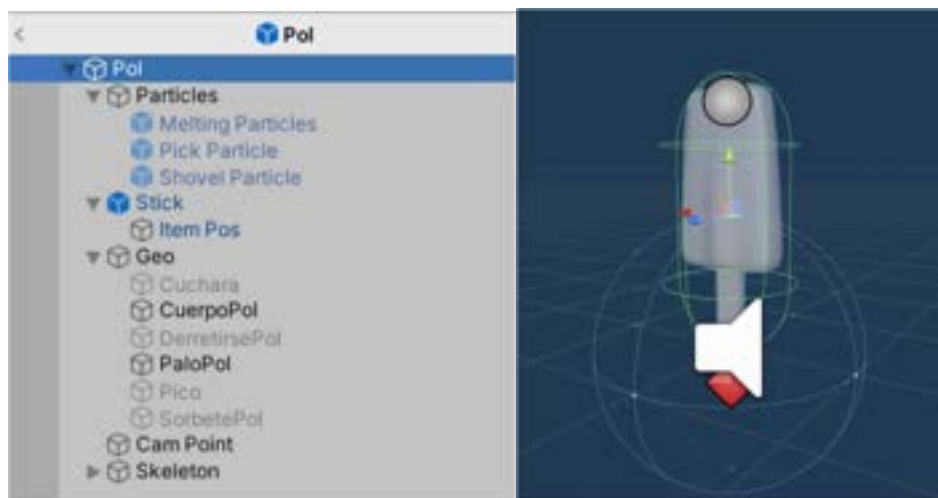 Pol
Pol
Particles
Melting Particles
Pick Particle
Shovel Particle
Stick
Item Pos
Geo
Cuchara
CuerpoPol
DerretirsePol
PaloPol
Pico
SorbetePol
Cam Point
Skeleton